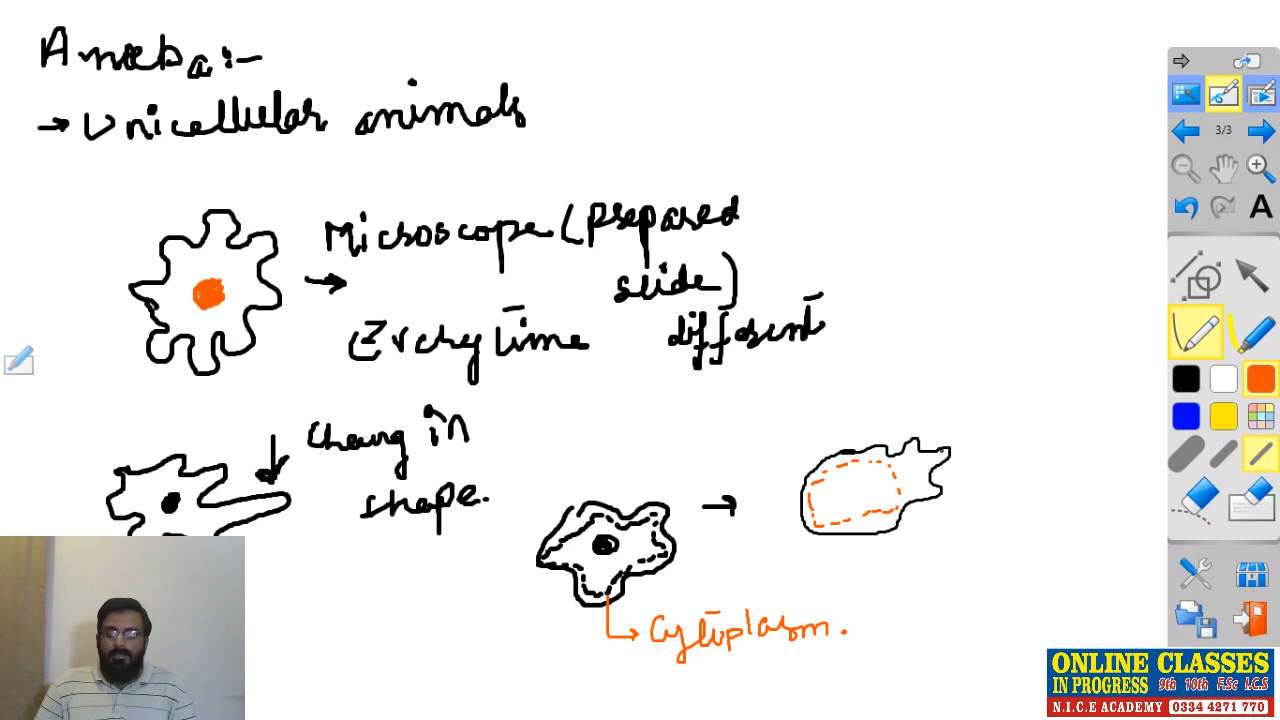 Amoeba :-
→ Unicellular animals
→ Microscope (prepared
slide)
Everytime different
Chang in
shape.
→
Cytoplasm.
3/3
A
ONLINE CLASSES
IN PROGRESS 9th 10th F.Sc I.C.S
N.I.C.E ACADEMY 0334 4271 770